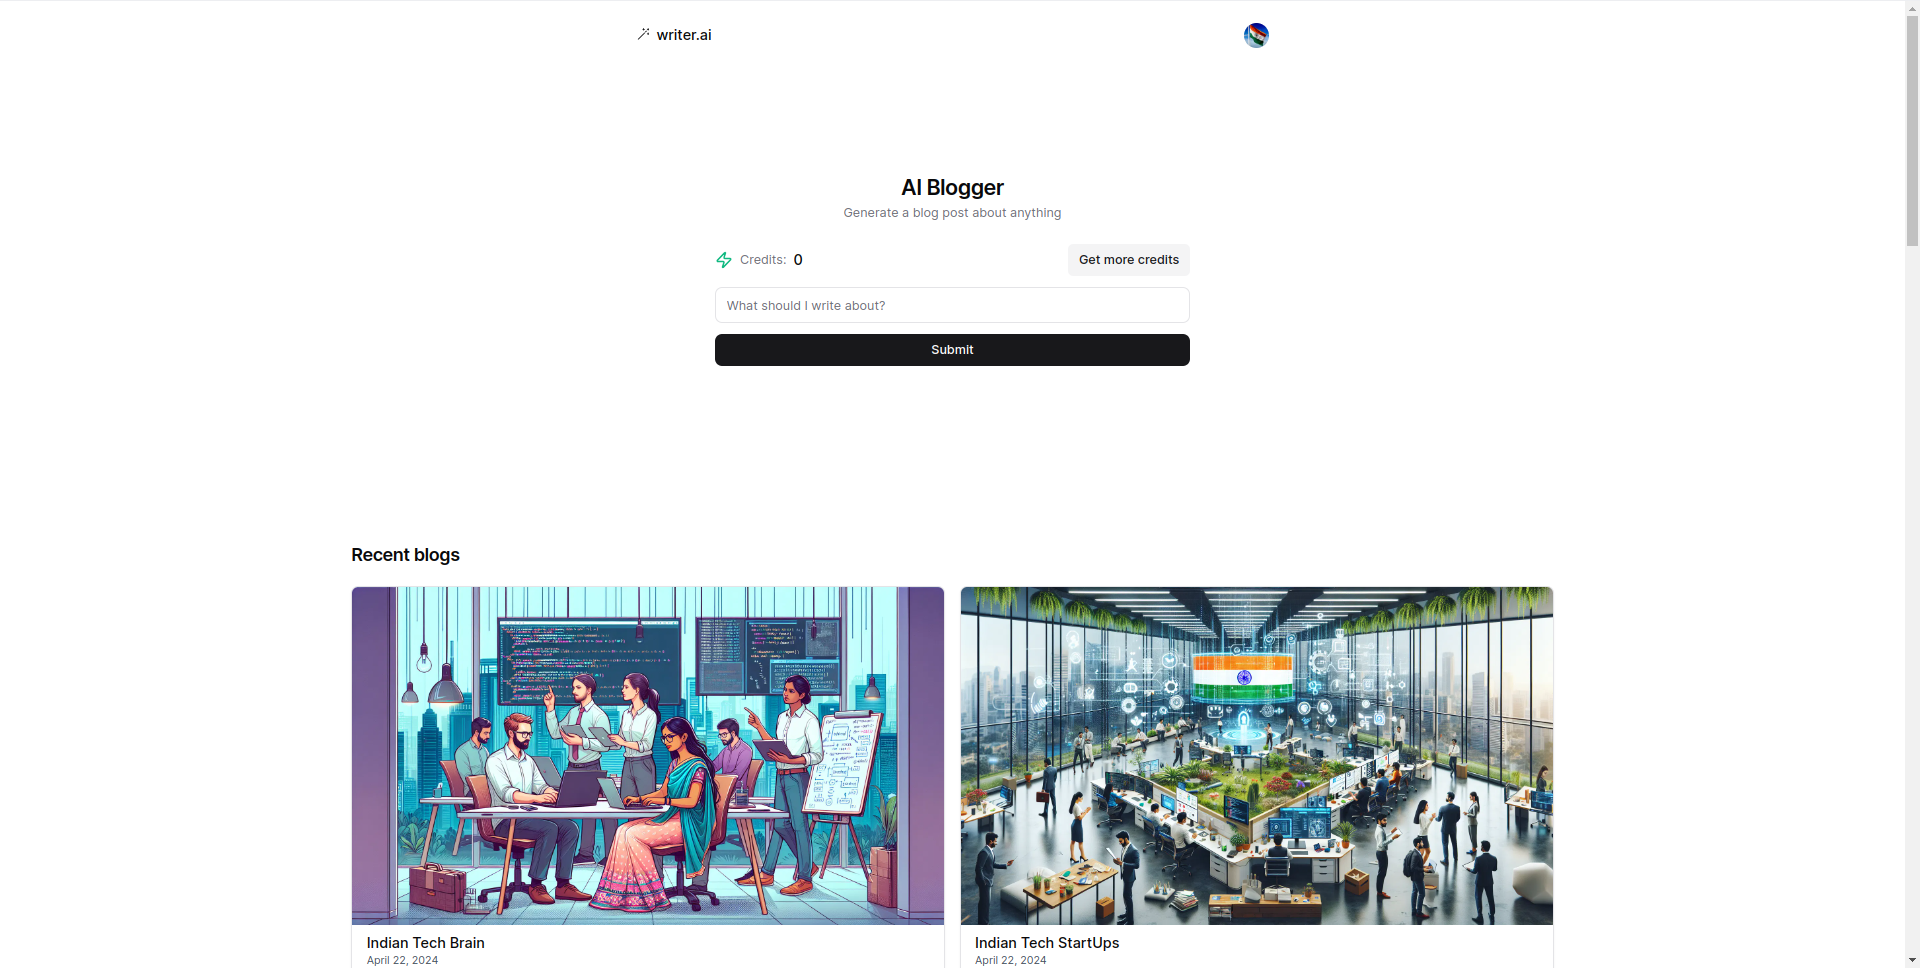 writer.ai
AI Blogger
Generate a blog post about anything
Credits: 0
Get more credits
What should I write about?
Submit
Recent blogs
Indian Tech Brain
April 22, 2024
Indian Tech StartUps
April 22, 2024